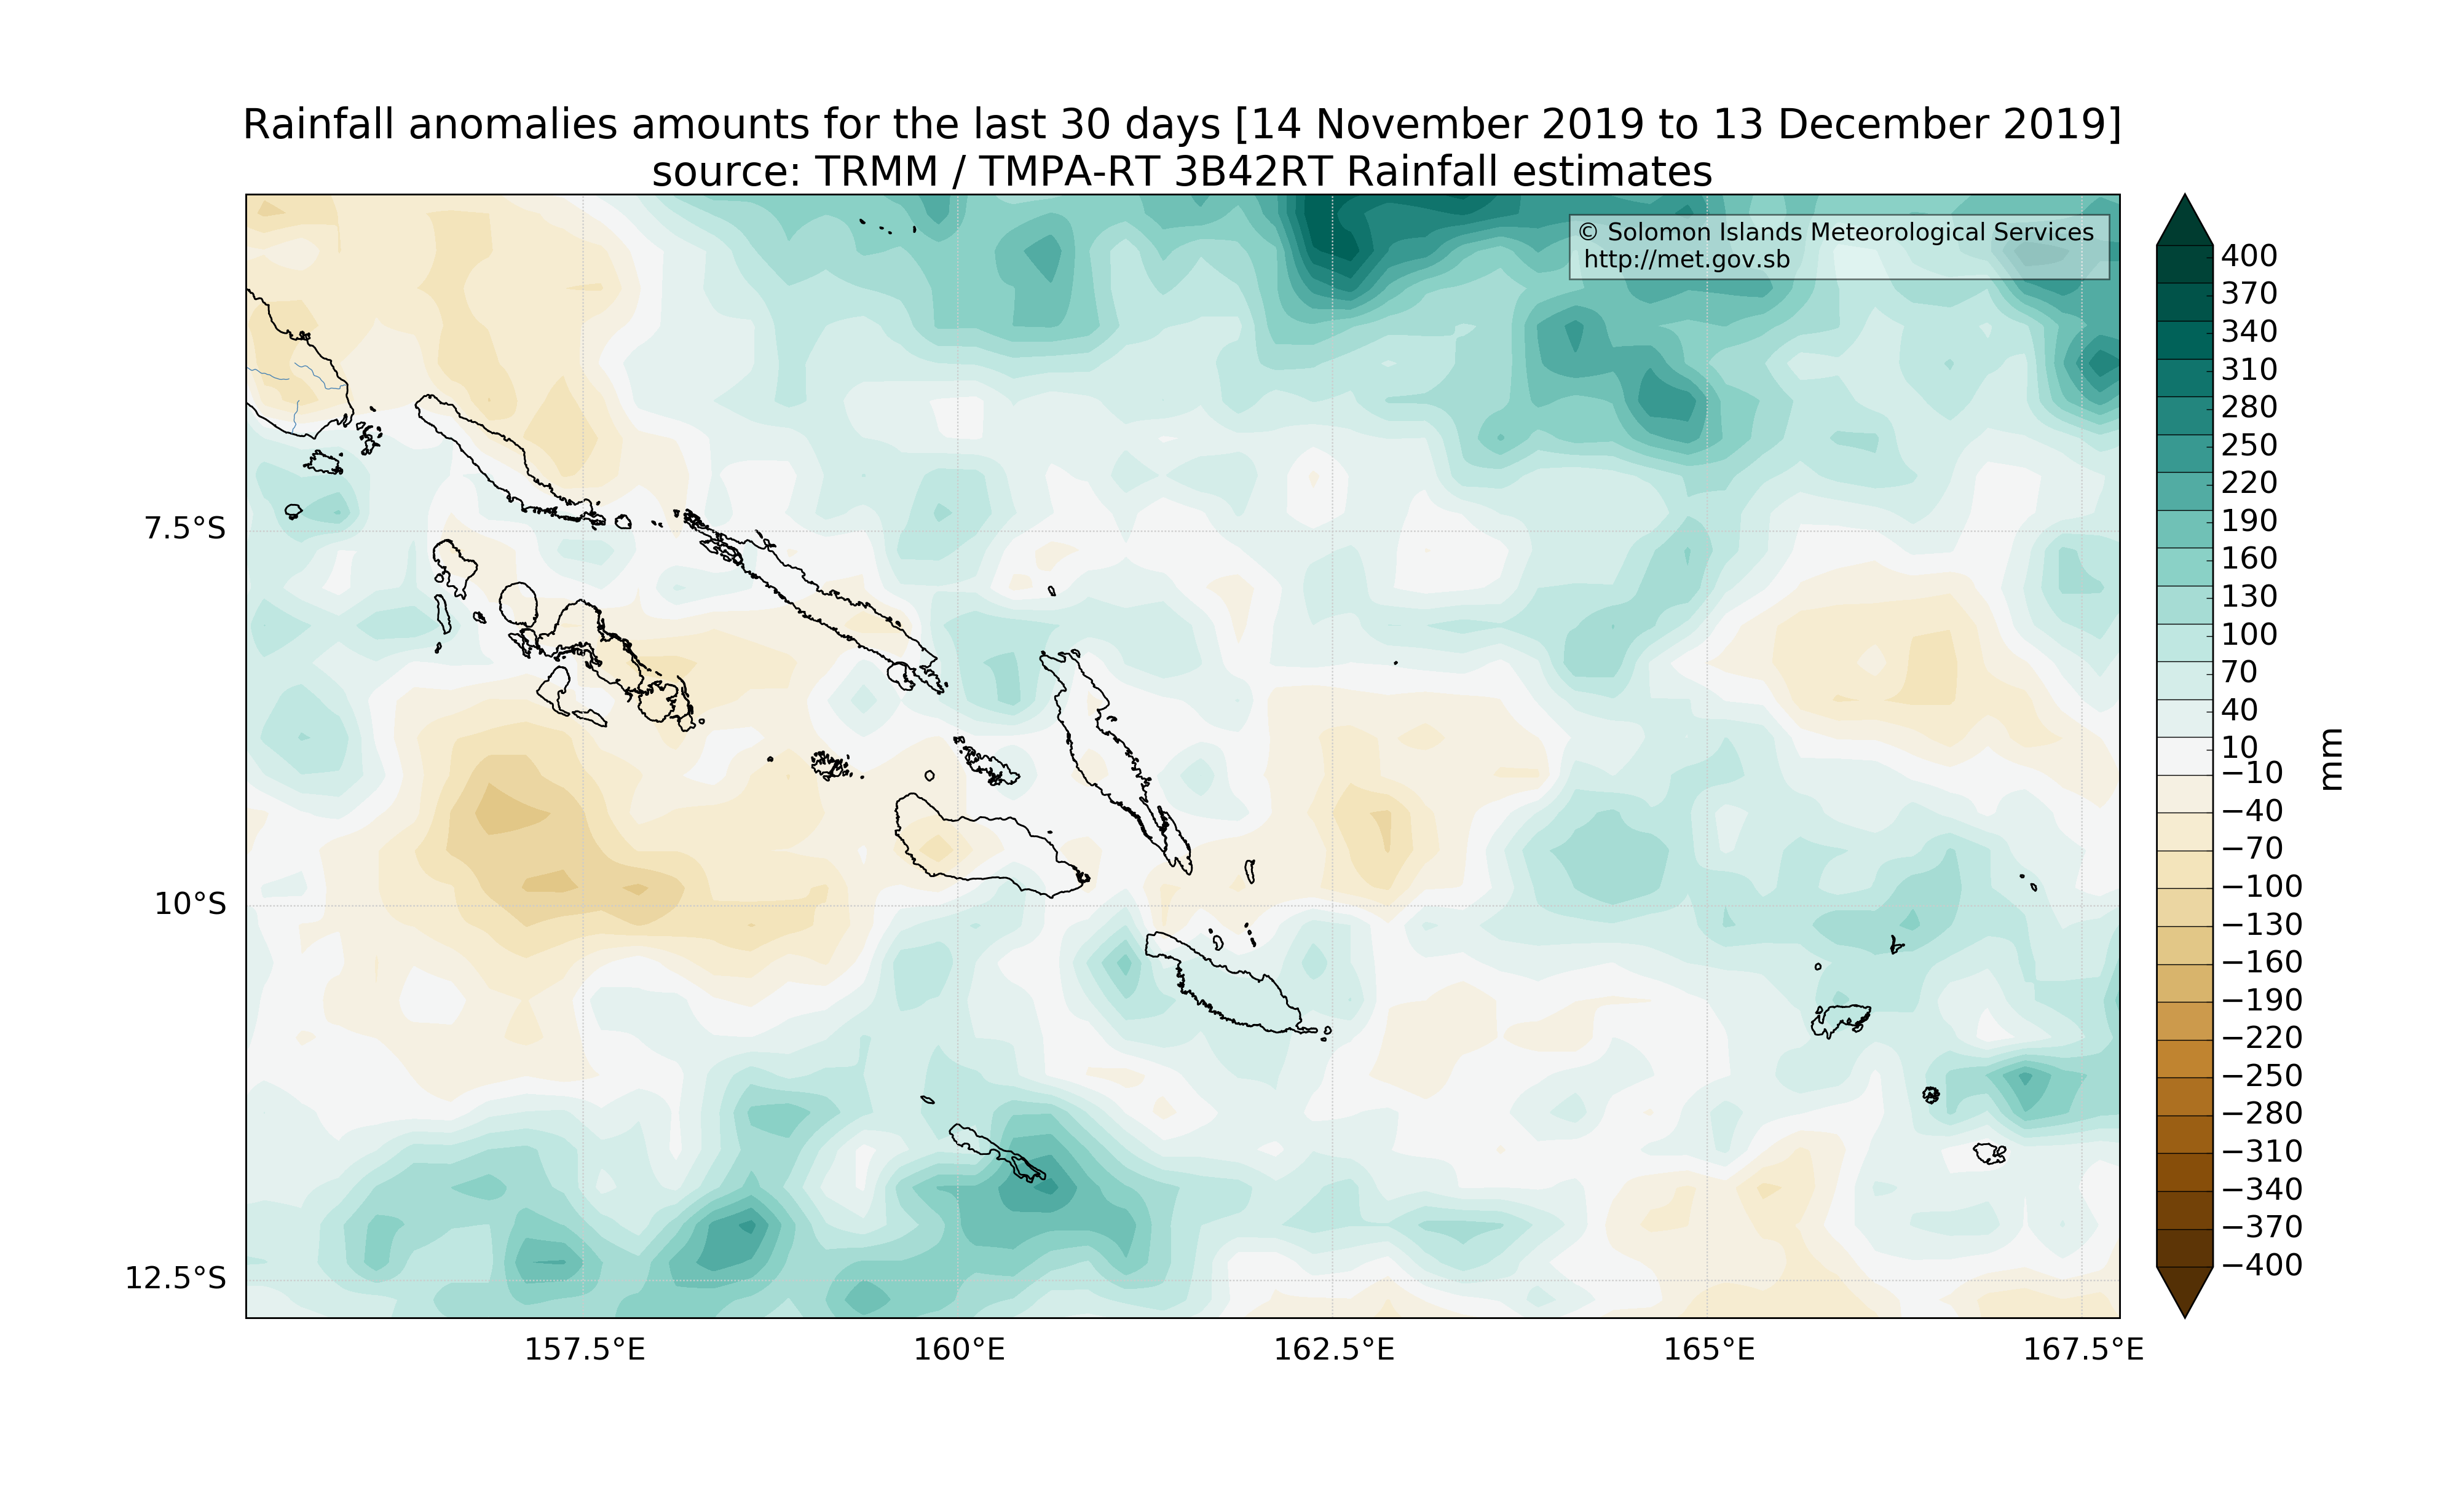 Rainfall anomalies amounts for the last 30 days [14 November 2019 to 13 December 2019]
source: TRMM / TMPA-RT 3B42RT Rainfall estimates
© Solomon Islands Meteorological Services
http://met.gov.sb
7.5°S
10°S
12.5°S
157.5°E
160°E
162.5°E
165°E
167.5°E
400
370
340
310
280
250
220
190
160
130
100
70
40
10
−10
−40
−70
−100
−130
−160
−190
−220
−250
−280
−310
−340
−370
−400
mm